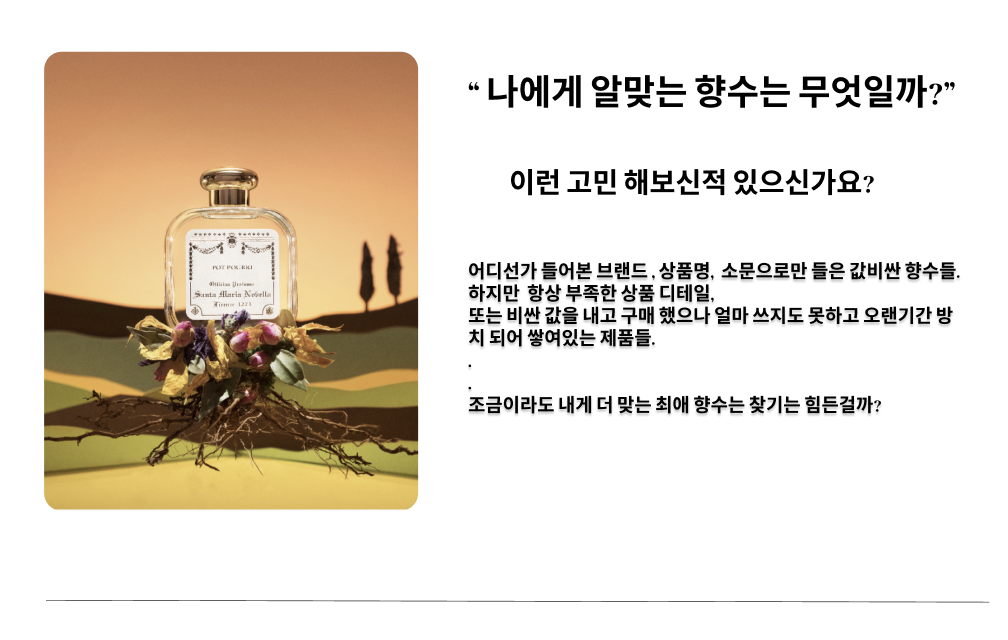 “ 나에게 알맞는 향수는 무엇일까?”
이런 고민 해보신적 있으신가요?
어디선가 들어본 브랜드 , 상품명, 소문으로만 들은 값비싼 향수들.
하지만 항상 부족한 상품 디테일,
또는 비싼 값을 내고 구매 했으나 얼마 쓰지도 못하고 오랜기간 방
치 되어 쌓여있는 제품들.
.
.
조금이라도 내게 더 맞는 최애 향수는 찾기는 힘든걸까?
POT POURRI
Officina Profumo
Santa Maria Novella
Firenze 1221